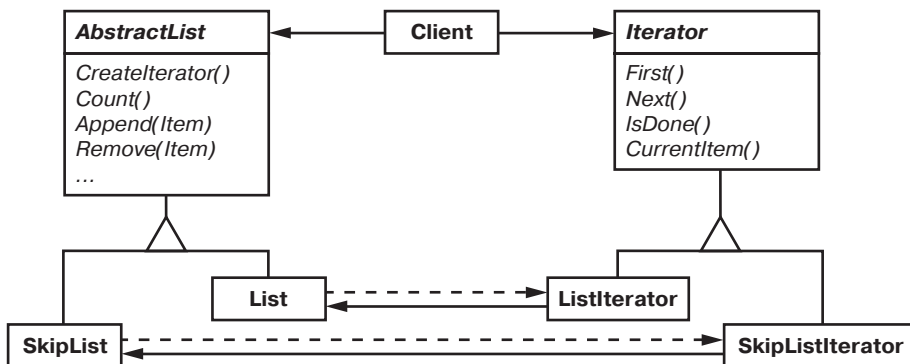 AbstractList
Client
Iterator
CreateIterator()
Count()
Append(Item)
Remove(Item)
...
First()
Next()
IsDone()
CurrentItem()
List
ListIterator
SkipList
SkipListIterator